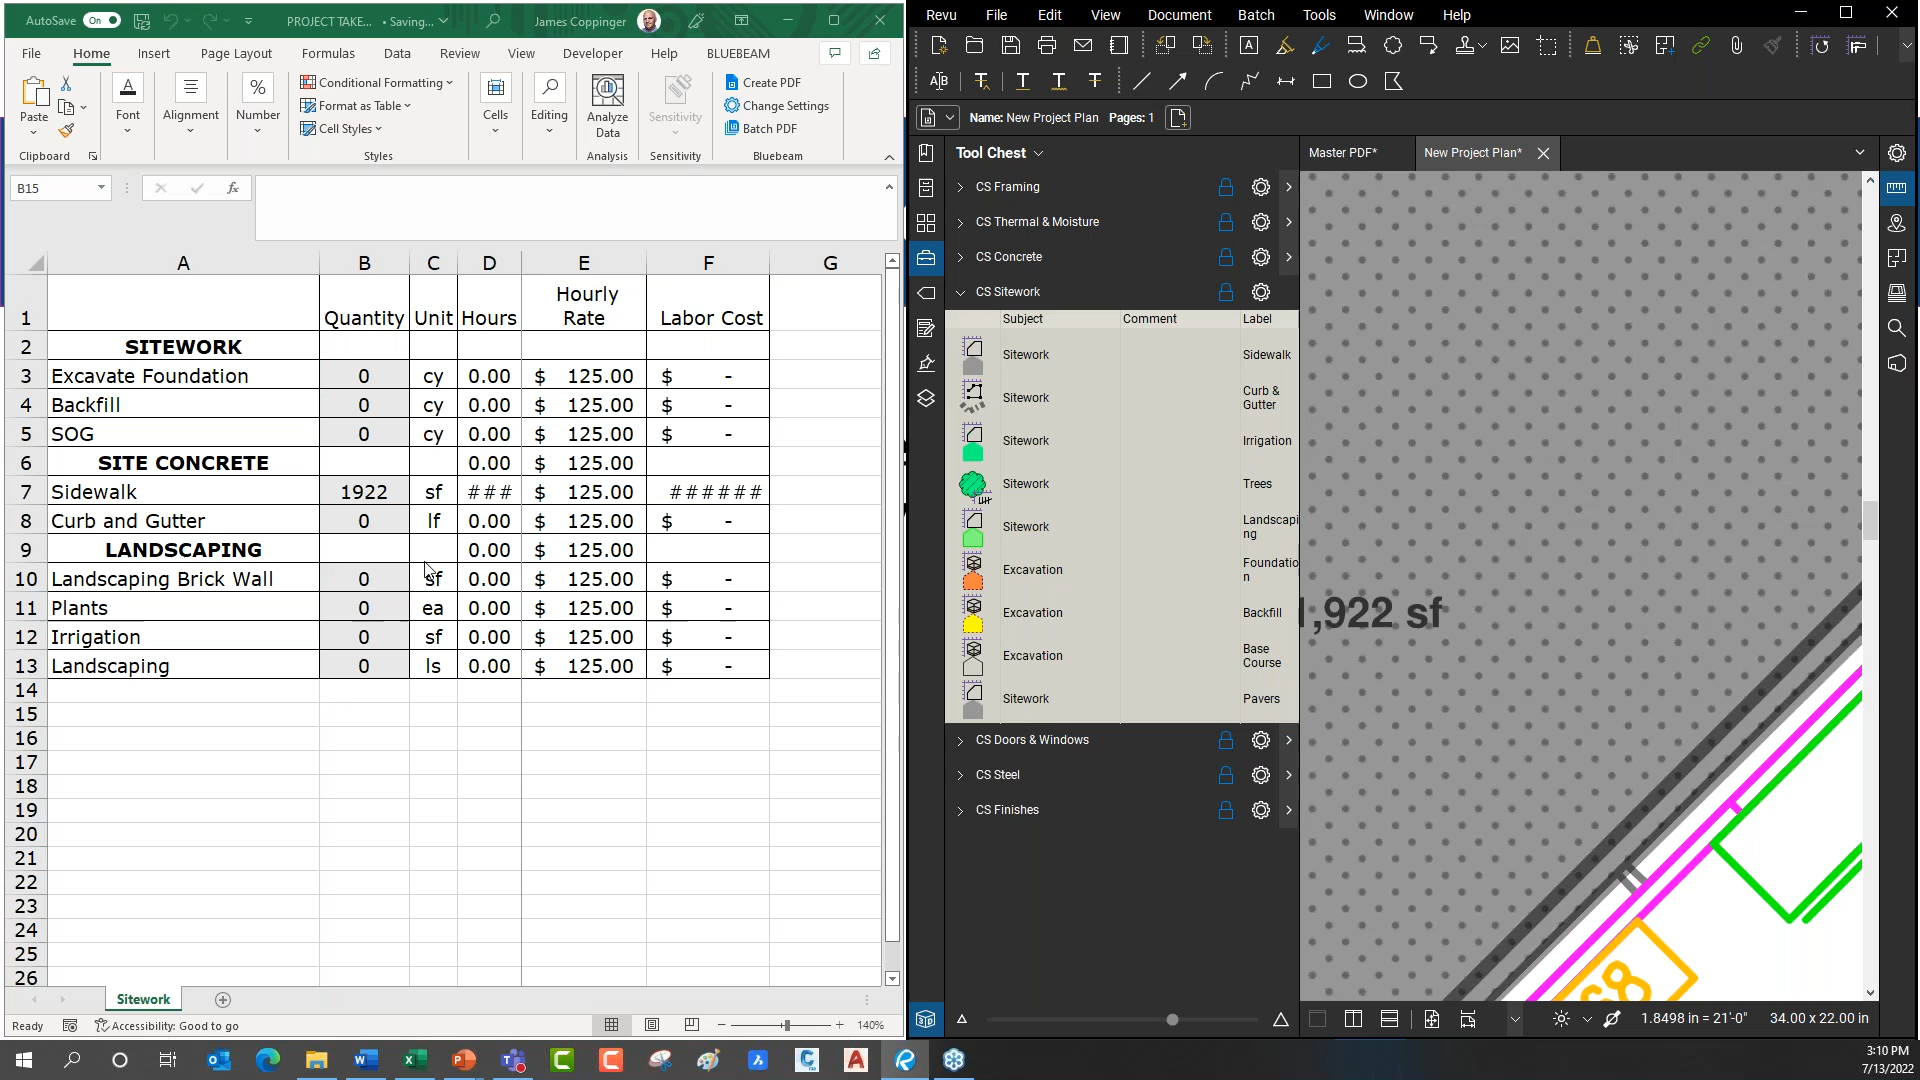 AutoSave On PROJECT TAKE... • Saving... James Coppinger
File Home Insert Page Layout Formulas Data Review View Developer Help BLUEBEAM
Paste Font Alignment Number Conditional Formatting Format as Table Cell Styles Cells Editing Analyze Data Sensitivity Create PDF Change Settings Batch PDF
Clipboard Styles Analysis Sensitivity Bluebeam
B15 fx
A B C D E F G
1 Quantity Unit Hours Hourly Rate Labor Cost
2 SITEWORK
3 Excavate Foundation 0 cy 0.00 $ 125.00 $ -
4 Backfill 0 cy 0.00 $ 125.00 $ -
5 SOG 0 cy 0.00 $ 125.00 $ -
6 SITE CONCRETE 0.00 $ 125.00
7 Sidewalk 1922 sf ### $ 125.00 ######
8 Curb and Gutter 0 lf 0.00 $ 125.00 $ -
9 LANDSCAPING 0.00 $ 125.00
10 Landscaping Brick Wall 0 sf 0.00 $ 125.00 $ -
11 Plants 0 ea 0.00 $ 125.00 $ -
12 Irrigation 0 sf 0.00 $ 125.00 $ -
13 Landscaping 0 ls 0.00 $ 125.00 $ -
14
15
16
17
18
19
20
21
22
23
24
25
26
Sitework
Ready Accessibility: Good to go 140%
Revu File Edit View Document Batch Tools Window Help
Name: New Project Plan Pages: 1
Tool Chest
Master PDF* New Project Plan*
CS Framing
CS Thermal & Moisture
CS Concrete
CS Sitework
Subject Comment Label
Sitework Sidewalk
Sitework Curb & Gutter
Sitework Irrigation
Sitework Trees
Sitework Landscapi
ng
Excavation Foundatio
n
Excavation Backfill
Excavation Base Course
Sitework Pavers
CS Doors & Windows
CS Steel
CS Finishes
1,922 sf
68
1.8498 in = 21'-0" 34.00 x 22.00 in
3:10 PM
7/13/2022